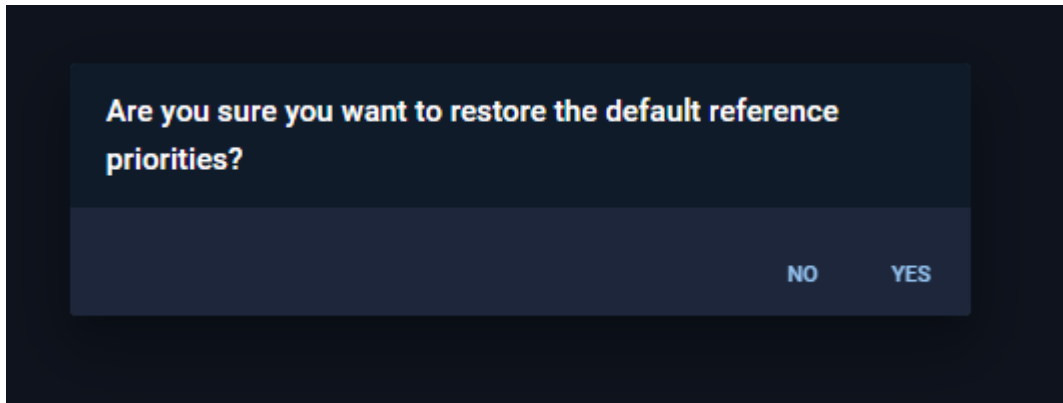 Are you sure you want to restore the default reference
priorities?
NO YES